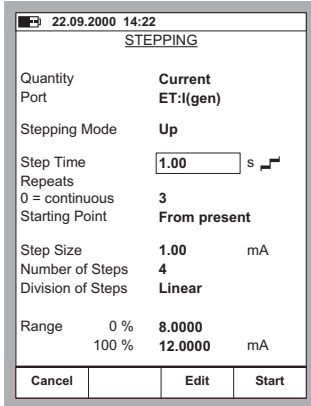 22.09.2000 14:22
STEPPING
Quantity Current
Port ET:I(gen)
Stepping Mode Up
Step Time 1.00 s
Repeats
0 = continuous 3
Starting Point From prese
Step Size 1.00 mA
Number of Steps 4
Division of Steps Linear
Range 0 % 8.0000
100 % 12.0000 mA
Cancel Edit Start